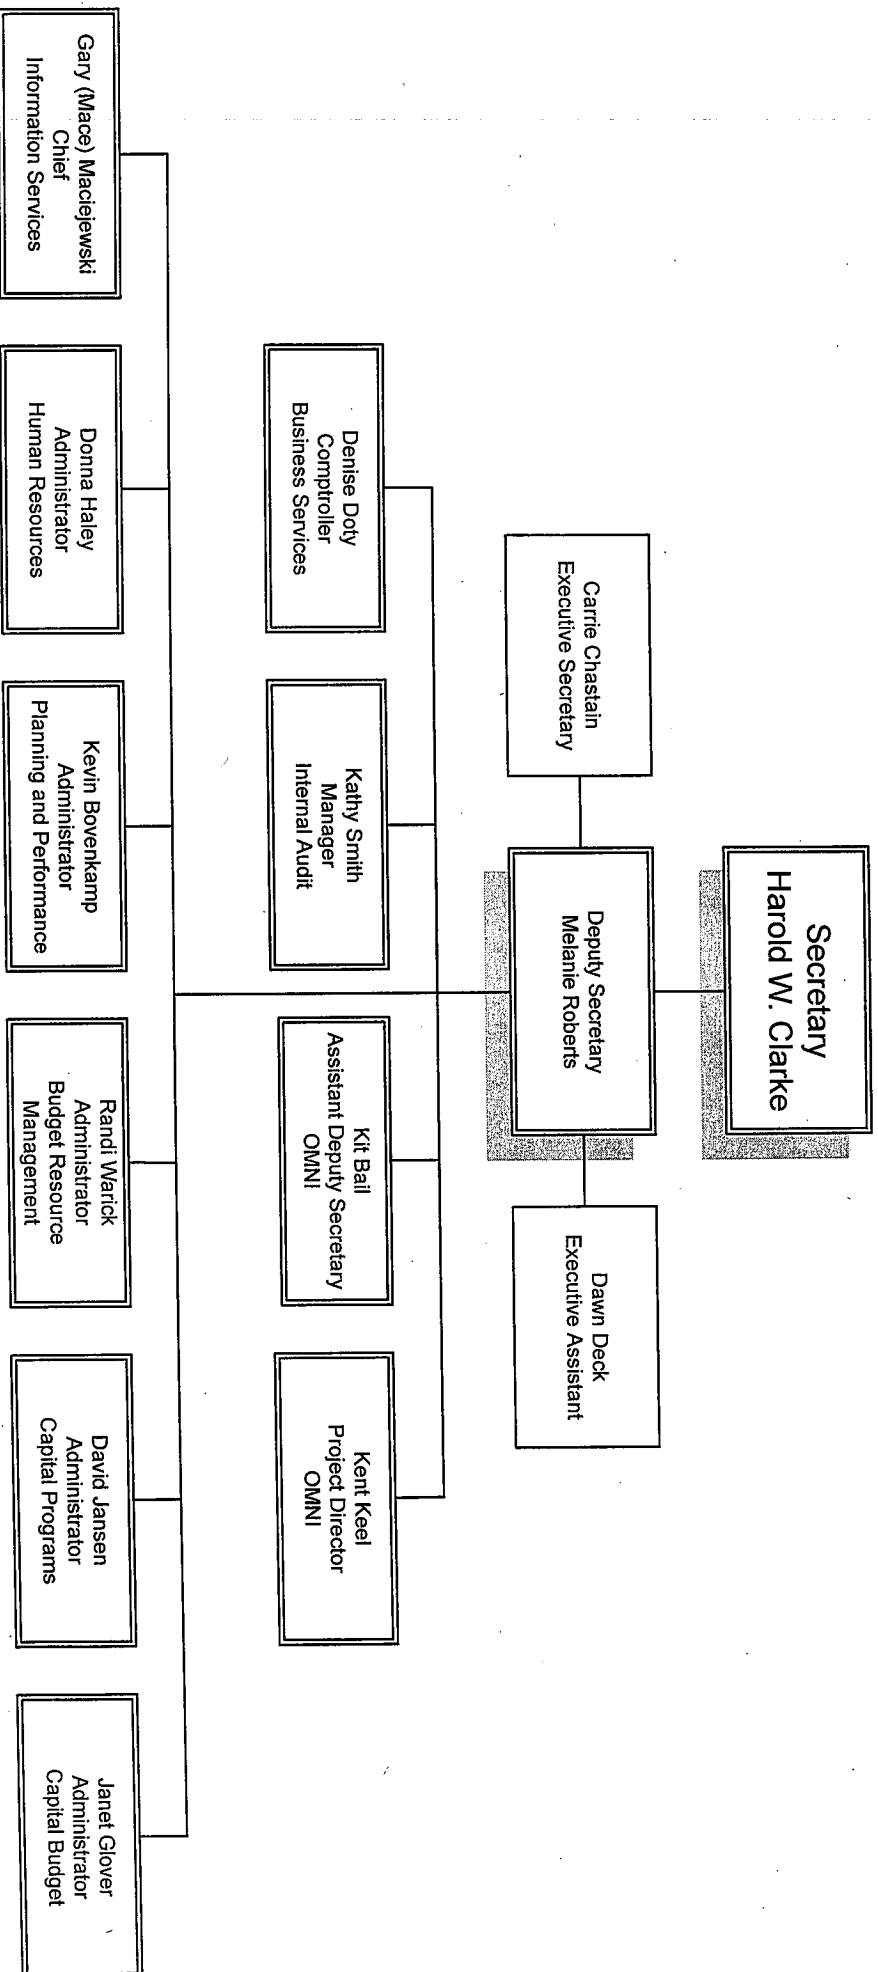 Secretary
Harold W. Clarke
Carrie Chastain
Executive Secretary
Deputy Secretary
Melanie Roberts
Dawn Deck
Executive Assistant
Denise Doty
Comptroller
Business Services
Kathy Smith
Manager
Internal Audit
Kit Bail
Assistant Deputy Secretary
OMNI
Kent Keel
Project Director
OMNI
Gary (Mace) Maciejewski
Chief
Information Services
Donna Haley
Administrator
Human Resources
Kevin Bovenkamp
Administrator
Planning and Performance
Randi Warick
Administrator
Budget Resource
Management
David Jansen
Administrator
Capital Programs
Janet Glover
Administrator
Capital Budget